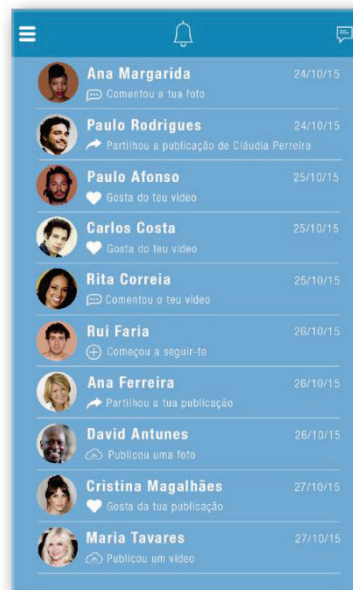 Ana Margarida 24/10/15
Comentou a tua foto
Paulo Rodrigues 24/10/15
Partilhou a publicação de Cláudia Perreira
Paulo Afonso 25/10/15
Gosta do teu vídeo
Carlos Costa 25/10/15
Gosta do teu vídeo
Rita Correia 25/10/15
Comentou o teu vídeo
Rui Faria 26/10/15
Começou a seguir-te
Ana Ferreira 26/10/15
Partilhou a tua publicação
David Antunes 26/10/15
Publicou uma foto
Cristina Magalhães 27/10/15
Gosta da tua publicação
Maria Tavares 27/10/15
Publicou um vídeo